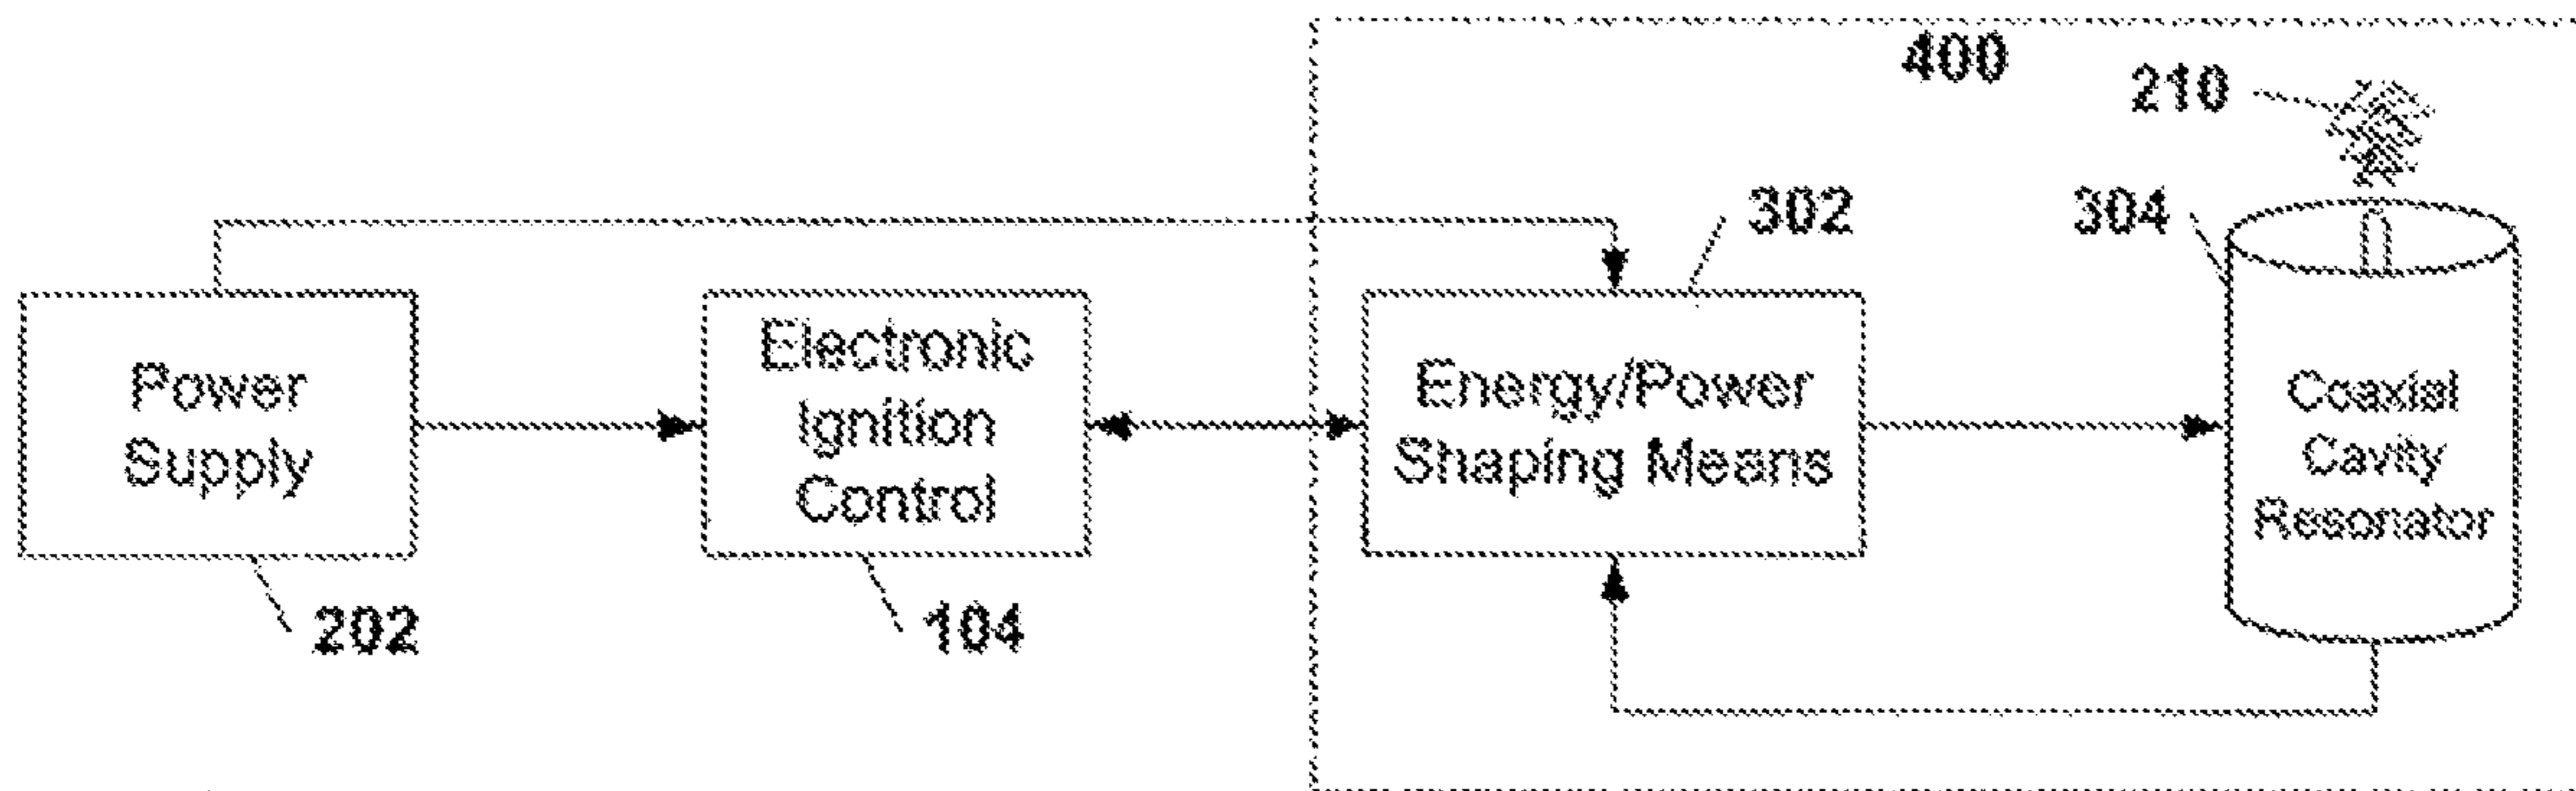 400
210
302
304
Power
Supply
Electronic
Ignition
Control
Energy/Power
Shaping Means
Coaxial
Cavity
Resonator
202
104